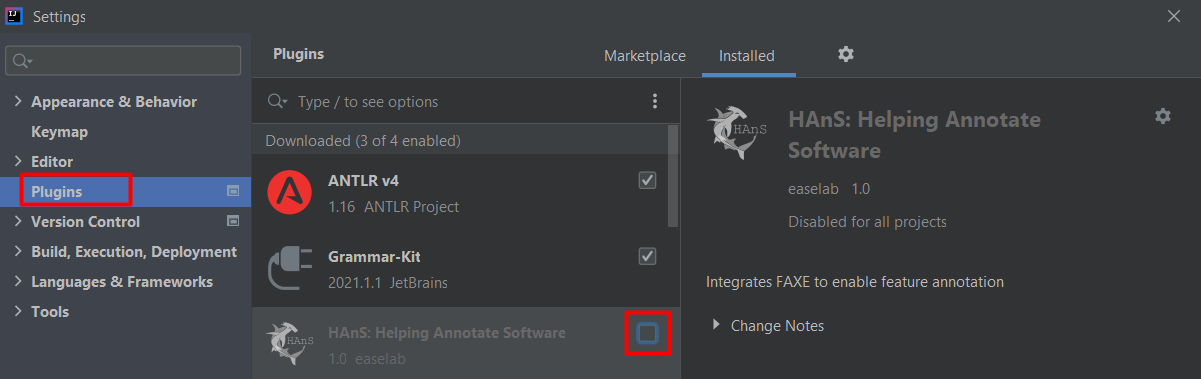 IJ
Settings
Plugins
Marketplace
Installed
Type / to see options
Appearance & Behavior
Keymap
Editor
Plugins
Version Control
Build, Execution, Deployment
Languages & Frameworks
Tools
Downloaded (3 of 4 enabled)
ANTLR v4
1.16 ANTLR Project
Grammar-Kit
2021.1.1 JetBrains
HAnS
HAnS: Helping Annotate Software
1.0 easelab
HAnS
HAnS: Helping Annotate
Software
easelab 1.0
Disabled for all projects
Integrates FAXE to enable feature annotation
Change Notes